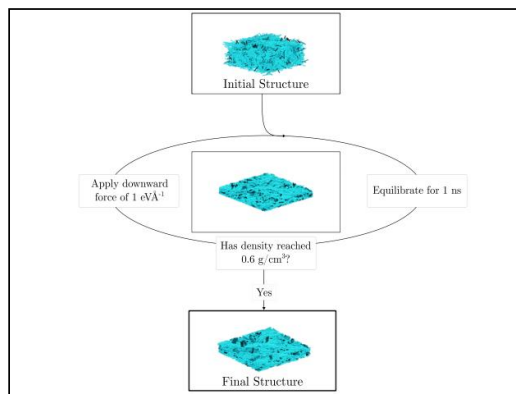 Initial Structure
Apply downward
force of 1 eVÅ⁻¹
Equilibrate for 1 ns
Has density reached
0.6 g/cm³?
Yes
Final Structure